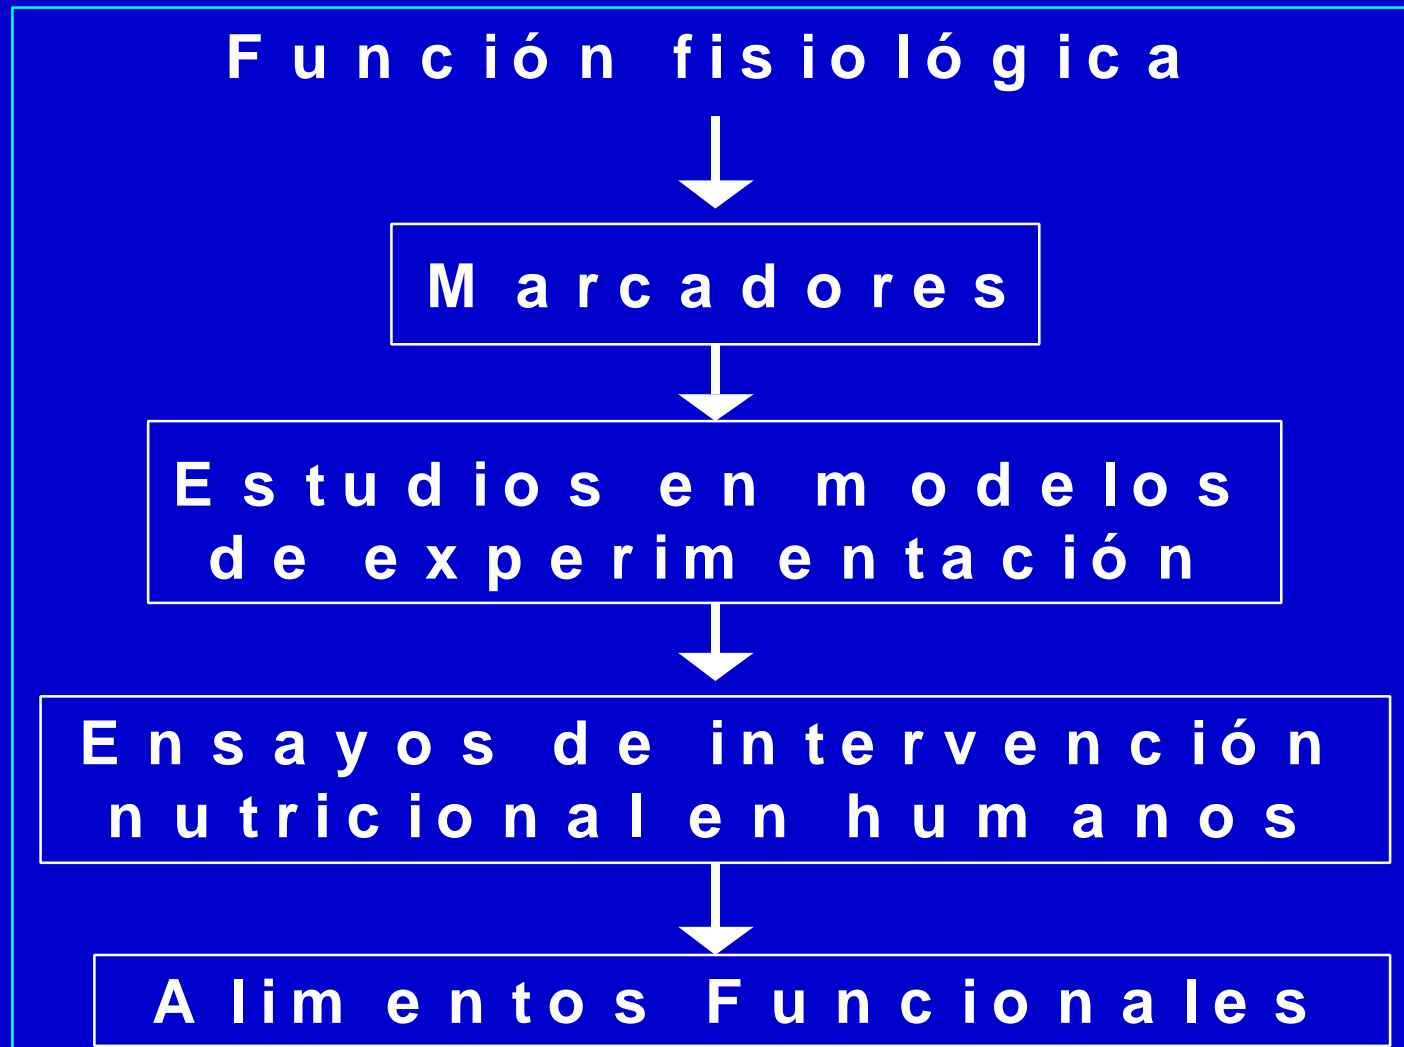 Función fisiológica
Marcadores
Estudios en modelos
de experimentación
Ensayos de intervención
nutricional en humanos
Alimentos Funcionales